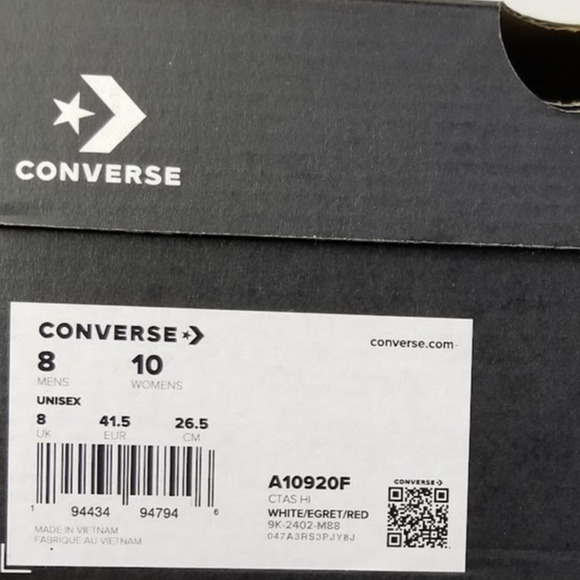 CONVERSE
CONVERSE
converse.com
8 10
MENS WOMENS
UNISEX
8 41.5 26.5
UK EUR CM
1 94434 94794 6
A10920F
CTAS HI
WHITE/EGRET/RED
9K-2402-M88
047A3RS3PJY8J
CONVERSE
MADE IN VIETNAM
FABRIQUE AU VIETNAM